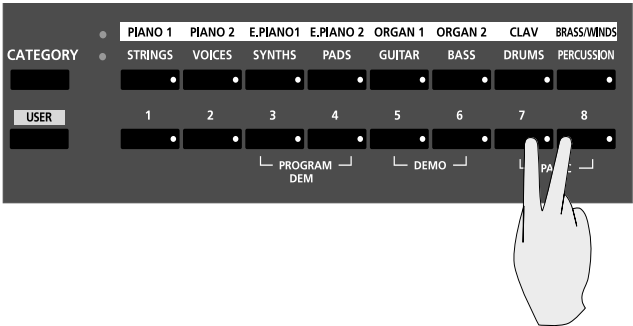 PIANO 1 PIANO 2 E.PIANO1 E.PIANO 2 ORGAN 1 ORGAN 2 CLAV BRASS/WINDS
CATEGORY STRINGS VOICES SYNTHS PADS GUITAR BASS DRUMS PERCUSSION
USER 1 2 3 4 5 6 7 8
PROGRAM DEMO
DEM